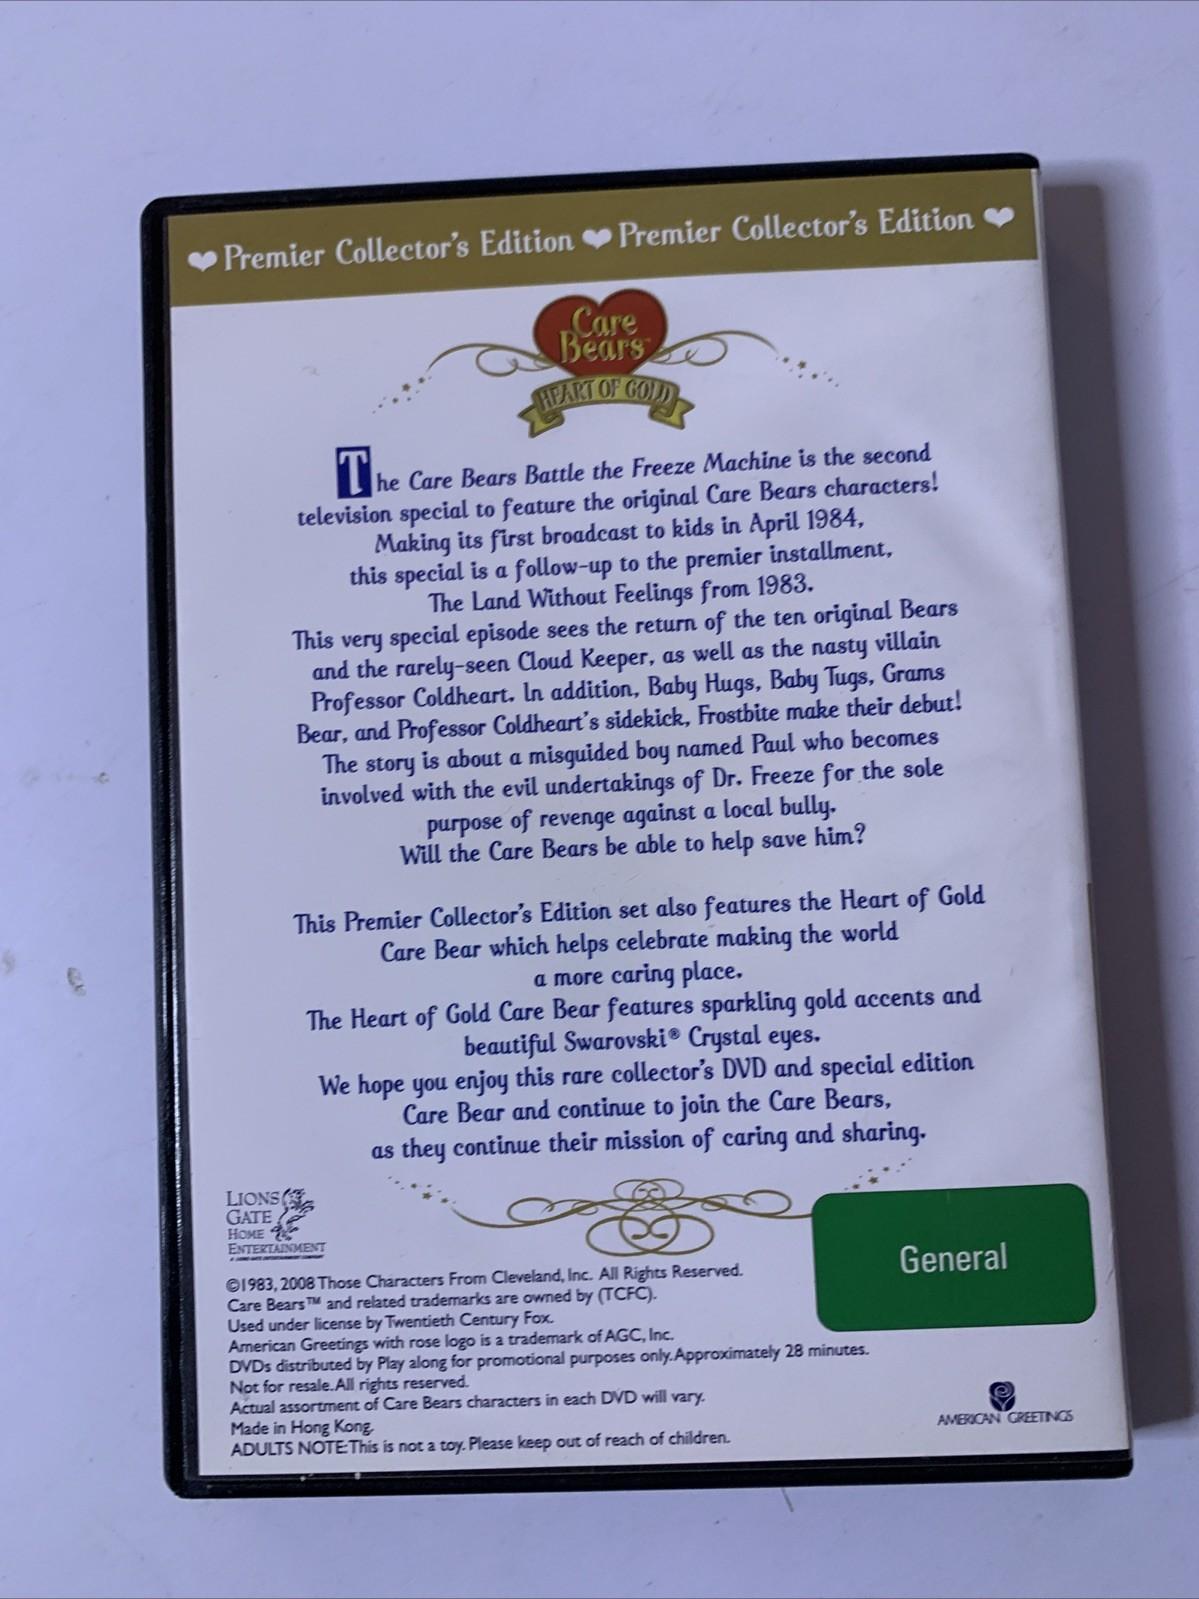 Premier Collector's Edition Premier Collector's Edition
Care
Bears™
HEART OF GOLD
The Care Bears Battle the Freeze Machine is the second
television special to feature the original Care Bears characters!
Making its first broadcast to kids in April 1984,
this special is a follow-up to the premier installment,
The Land Without Feelings from 1983.
This very special episode sees the return of the ten original Bears
and the rarely-seen Cloud Keeper, as well as the nasty villain
Professor Coldheart. In addition, Baby Hugs, Baby Tugs, Grams
Bear, and Professor Coldheart's sidekick, Frostbite make their debut!
The story is about a misguided boy named Paul who becomes
involved with the evil undertakings of Dr. Freeze for the sole
purpose of revenge against a local bully.
Will the Care Bears be able to help save him?
This Premier Collector's Edition set also features the Heart of Gold
Care Bear which helps celebrate making the world
a more caring place.
The Heart of Gold Care Bear features sparkling gold accents and
beautiful Swarovski® Crystal eyes.
We hope you enjoy this rare collector's DVD and special edition
Care Bear and continue to join the Care Bears,
as they continue their mission of caring and sharing.
LIONS
GATE
HOME
ENTERTAINMENT
General
©1983, 2008 Those Characters From Cleveland, Inc. All Rights Reserved.
Care Bears™ and related trademarks are owned by (TCFC).
Used under license by Twentieth Century Fox.
American Greetings with rose logo is a trademark of AGC, Inc.
DVDs distributed by Play along for promotional purposes only. Approximately 28 minutes.
Not for resale. All rights reserved.
Actual assortment of Care Bears characters in each DVD will vary.
Made in Hong Kong.
ADULTS NOTE: This is not a toy. Please keep out of reach of children.
AMERICAN GREETINGS